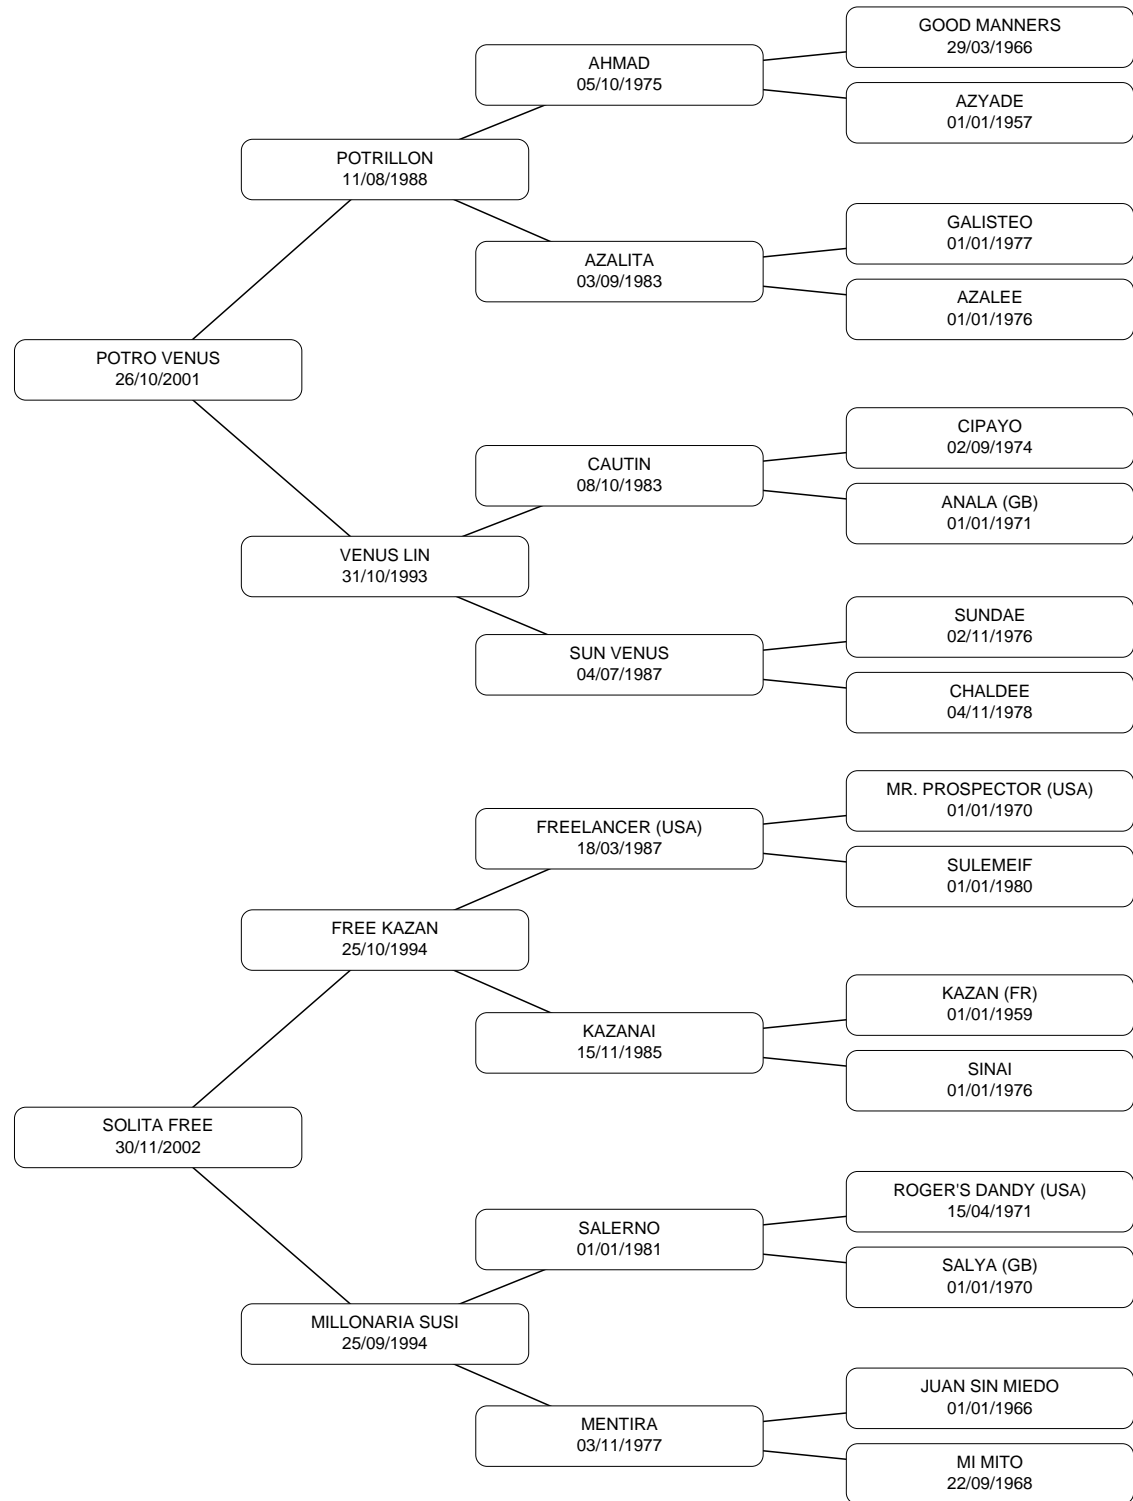 GOOD MANNERS
29/03/1966
AHMAD
05/10/1975
AZYADE
01/01/1957
POTRILLON
11/08/1988
GALISTEO
01/01/1977
AZALITA
03/09/1983
AZALEE
01/01/1976
POTRO VENUS
26/10/2001
CIPAYO
02/09/1974
CAUTIN
08/10/1983
ANALA (GB)
01/01/1971
VENUS LIN
31/10/1993
SUNDAE
02/11/1976
SUN VENUS
04/07/1987
CHALDEE
04/11/1978
MR. PROSPECTOR (USA)
01/01/1970
FREELANCER (USA)
18/03/1987
SULEMEIF
01/01/1980
FREE KAZAN
25/10/1994
KAZAN (FR)
01/01/1959
KAZANAI
15/11/1985
SINAI
01/01/1976
SOLITA FREE
30/11/2002
ROGER'S DANDY (USA)
15/04/1971
SALERNO
01/01/1981
SALYA (GB)
01/01/1970
MILLONARIA SUSI
25/09/1994
JUAN SIN MIEDO
01/01/1966
MENTIRA
03/11/1977
MI MITO
22/09/1968